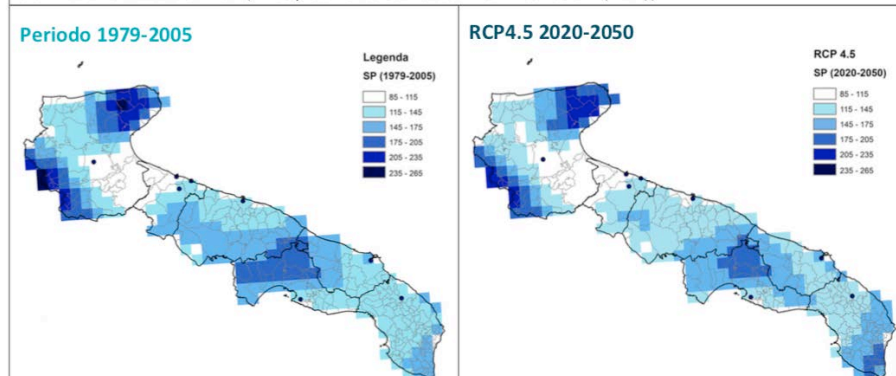 Periodo 1979-2005
Legenda
SP (1979-2005)
85 - 115
115 - 145
145 - 175
175 - 205
205 - 235
235 - 265
RCP4.5 2020-2050
RCP 4.5
SP (2020-2050)
85 - 115
115 - 145
145 - 175
175 - 205
205 - 235
235 - 265